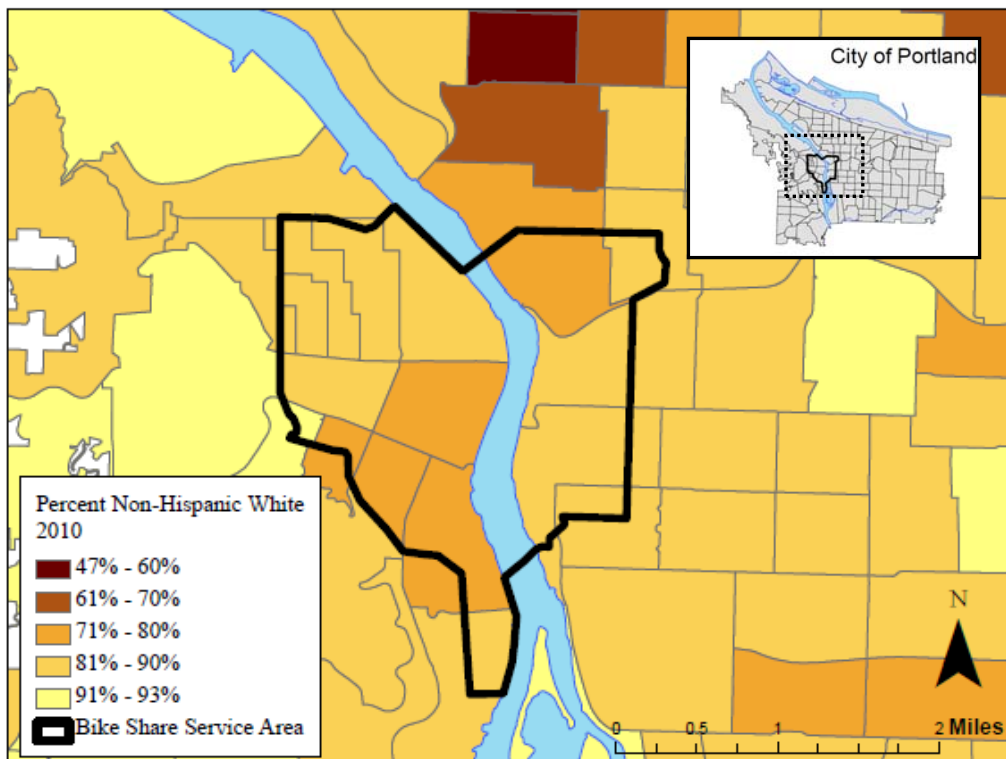 City of Portland
Percent Non-Hispanic White
2010
47% - 60%
61% - 70%
71% - 80%
81% - 90%
91% - 93%
Bike Share Service Area
N
0 0.5 1 2 Miles